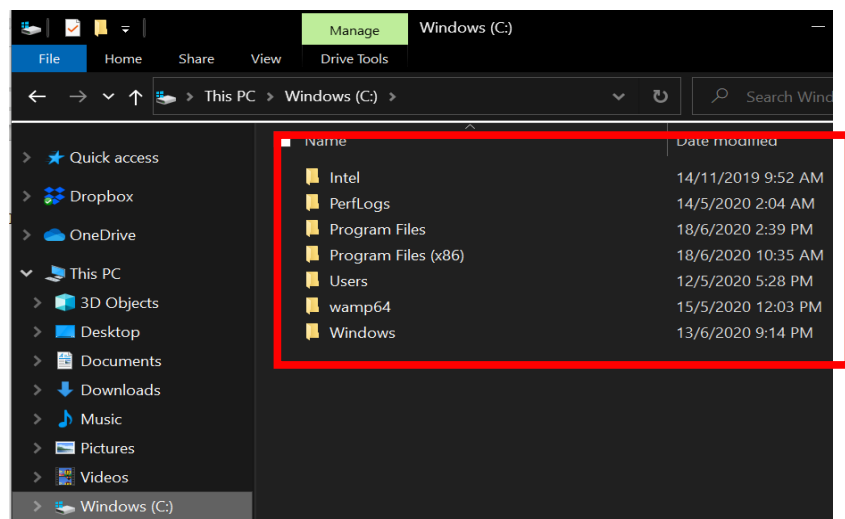 Manage Windows (C:)
File Home Share View Drive Tools
This PC Windows (C:)
Search Wind
Name Date modified
Quick access
Intel 14/11/2019 9:52 AM
PerfLogs 14/5/2020 2:04 AM
Dropbox
Program Files 18/6/2020 2:39 PM
OneDrive
Program Files (x86) 18/6/2020 10:35 AM
This PC
Users 12/5/2020 5:28 PM
3D Objects
wamp64 15/5/2020 12:03 PM
Desktop
Windows 13/6/2020 9:14 PM
Documents
Downloads
Music
Pictures
Videos
Windows (C:)